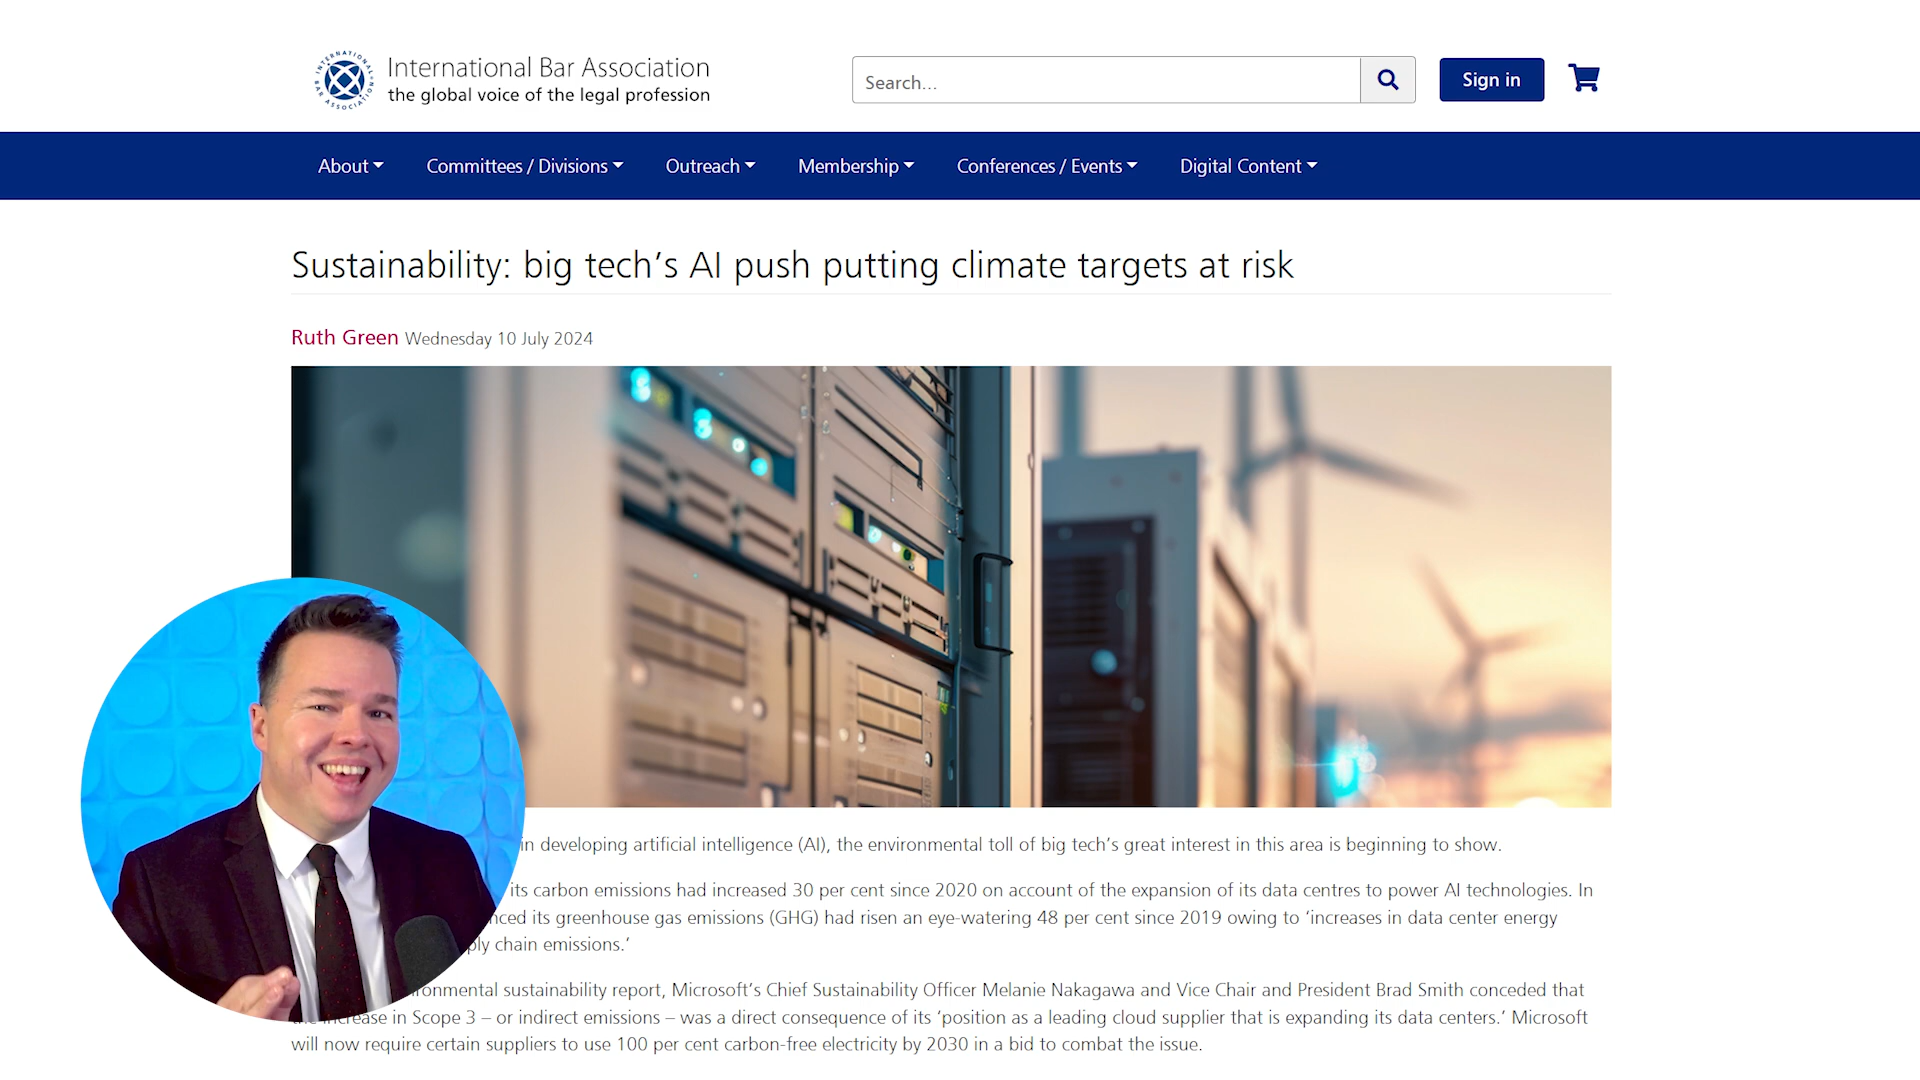 INTERNATIONAL BAR ASSOCIATION
International Bar Association
the global voice of the legal profession
Search...
Sign in
About
Committees / Divisions
Outreach
Membership
Conferences / Events
Digital Content
Sustainability: big tech’s AI push putting climate targets at risk
Ruth Green Wednesday 10 July 2024
in developing artificial intelligence (AI), the environmental toll of big tech’s great interest in this area is beginning to show.
its carbon emissions had increased 30 per cent since 2020 on account of the expansion of its data centres to power AI technologies. In
its greenhouse gas emissions (GHG) had risen an eye-watering 48 per cent since 2019 owing to ‘increases in data center energy
chain emissions.’
sustainability report, Microsoft’s Chief Sustainability Officer Melanie Nakagawa and Vice Chair and President Brad Smith conceded that
in Scope 3 – or indirect emissions – was a direct consequence of its ‘position as a leading cloud supplier that is expanding its data centers.’ Microsoft
will now require certain suppliers to use 100 per cent carbon-free electricity by 2030 in a bid to combat the issue.